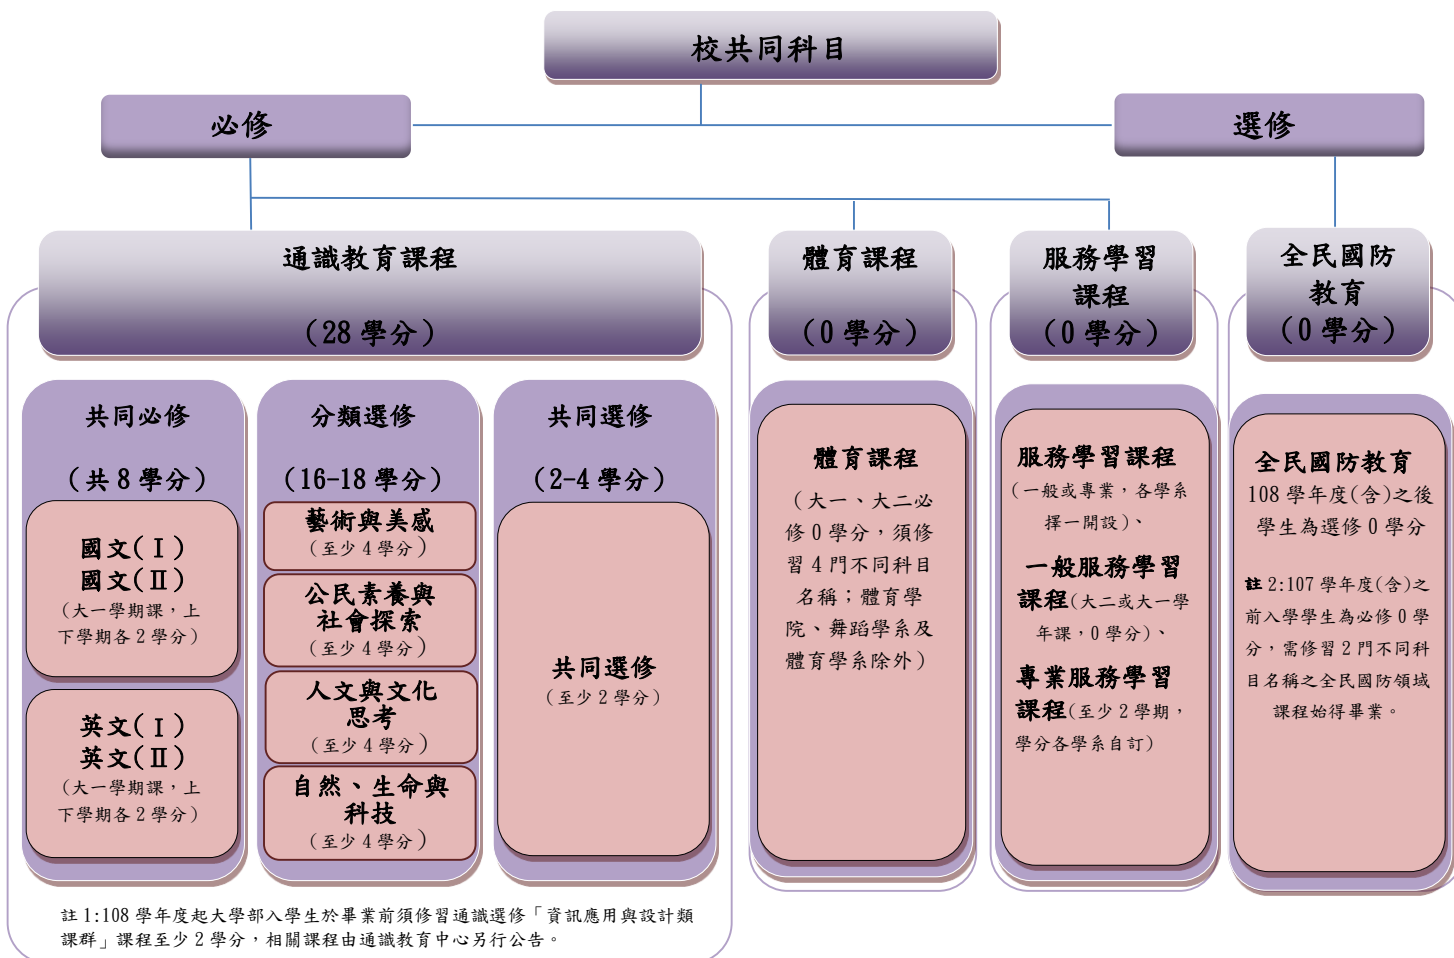 校共同科目
必修
選修
通識教育課程
（28 學分）
體育課程
（0 學分）
服務學習
課程
（0 學分）
全民國防
教育
（0 學分）
共同必修
（共 8 學分）
國文(Ⅰ)
國文(Ⅱ)
（大一學期課，上
下學期各 2 學分）
英文(Ⅰ)
英文(Ⅱ)
（大一學期課，上
下學期各 2 學分）
分類選修
（16-18 學分）
藝術與美感
（至少 4 學分）
公民素養與
社會探索
（至少 4 學分）
人文與文化
思考
（至少 4 學分）
自然、生命與
科技
（至少 4 學分）
共同選修
（2-4 學分）
共同選修
（至少 2 學分）
註 1:108 學年度起大學部入學生於畢業前須修習通識選修「資訊應用與設計類
課群」課程至少 2 學分，相關課程由通識教育中心另行公告。
體育課程
（大一、大二必
修 0 學分，須修
習 4 門不同科目
名稱；體育學
院、舞蹈學系及
體育學系除外）
服務學習課程
（一般或專業，各學系
擇一開設）、
一般服務學習
課程(大二或大一學
年課，0 學分）、
專業服務學習
課程(至少 2 學期，
學分各學系自訂）
全民國防教育
108 學年度(含)之後
學生為選修 0 學分
註 2:107 學年度(含)之
前入學學生為必修 0 學
分，需修習 2 門不同科
目名稱之全民國防領域
課程始得畢業。